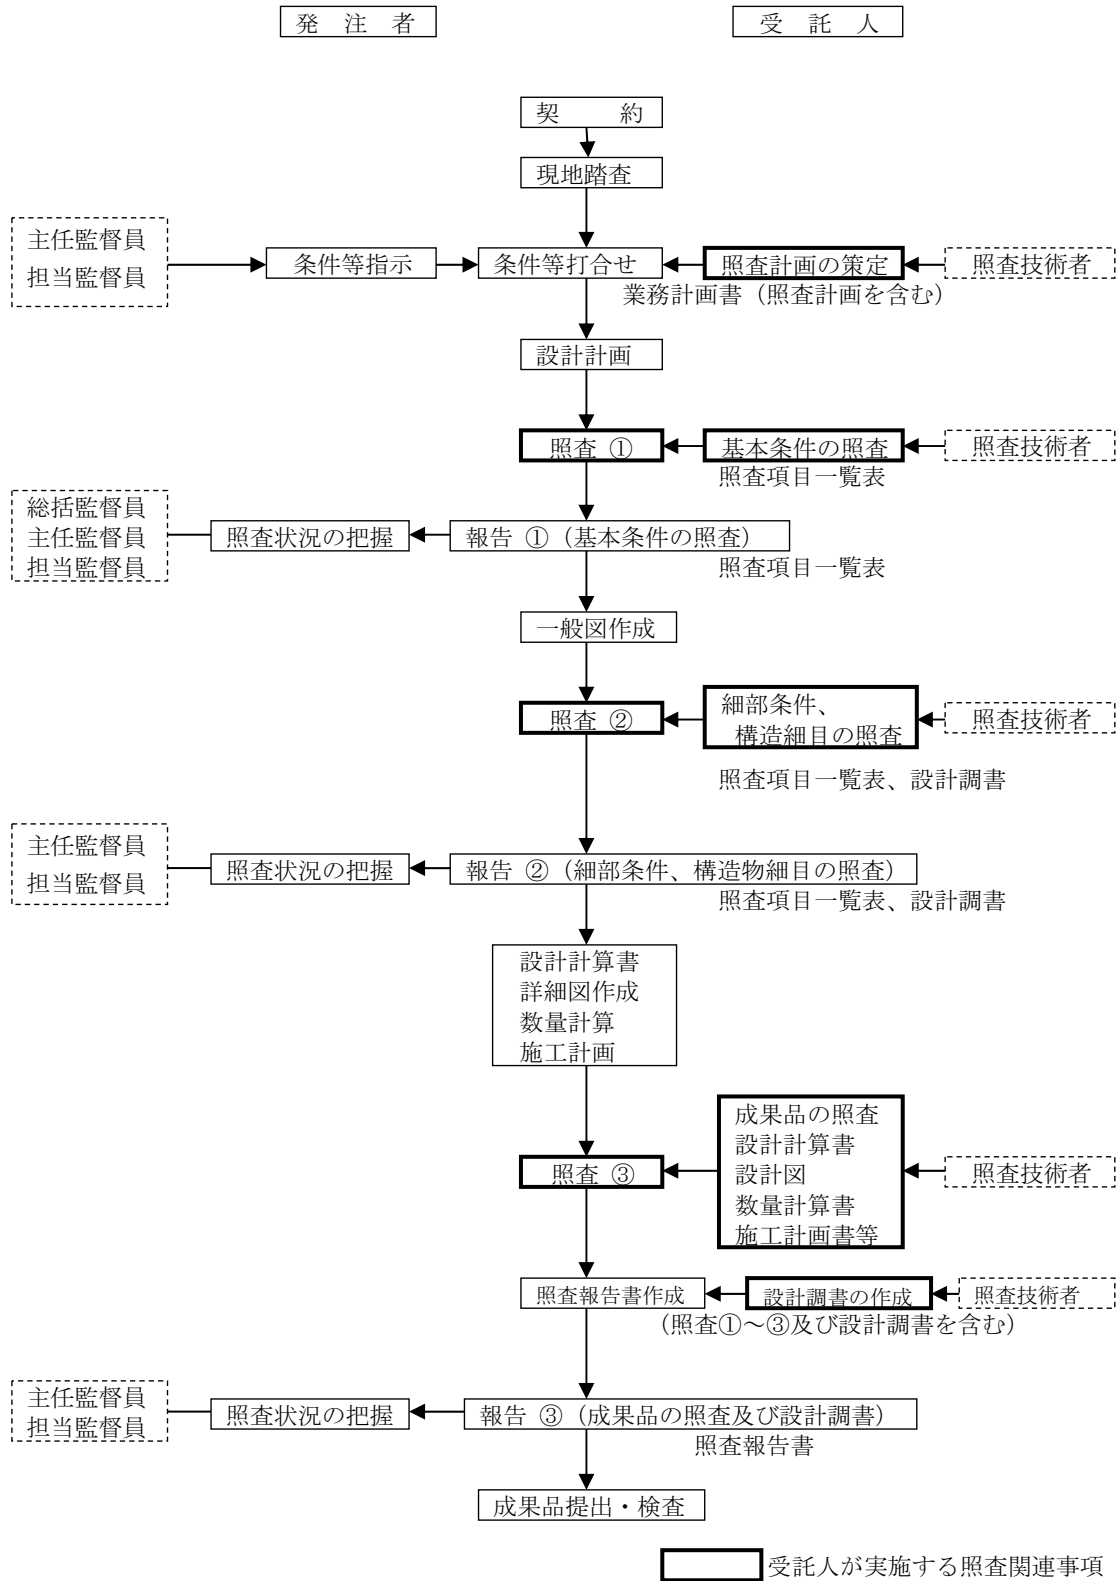 発　注　者
受　託　人
契　　　約
現地踏査
主任監督員
担当監督員
条件等指示
条件等打合せ
照査計画の策定
照査技術者
業務計画書（照査計画を含む）
設計計画
照査 ①
基本条件の照査
照査技術者
照査項目一覧表
総括監督員
主任監督員
担当監督員
照査状況の把握
報告 ①（基本条件の照査）
照査項目一覧表
一般図作成
照査 ②
細部条件、
構造細目の照査
照査技術者
照査項目一覧表、設計調書
主任監督員
担当監督員
照査状況の把握
報告 ②（細部条件、構造物細目の照査）
照査項目一覧表、設計調書
設計計算書
詳細図作成
数量計算
施工計画
照査 ③
成果品の照査
設計計算書
設計図
数量計算書
施工計画書等
照査技術者
照査報告書作成
設計調書の作成
照査技術者
（照査①～③及び設計調書を含む）
主任監督員
担当監督員
照査状況の把握
報告 ③（成果品の照査及び設計調書）
照査報告書
成果品提出・検査
受託人が実施する照査関連事項